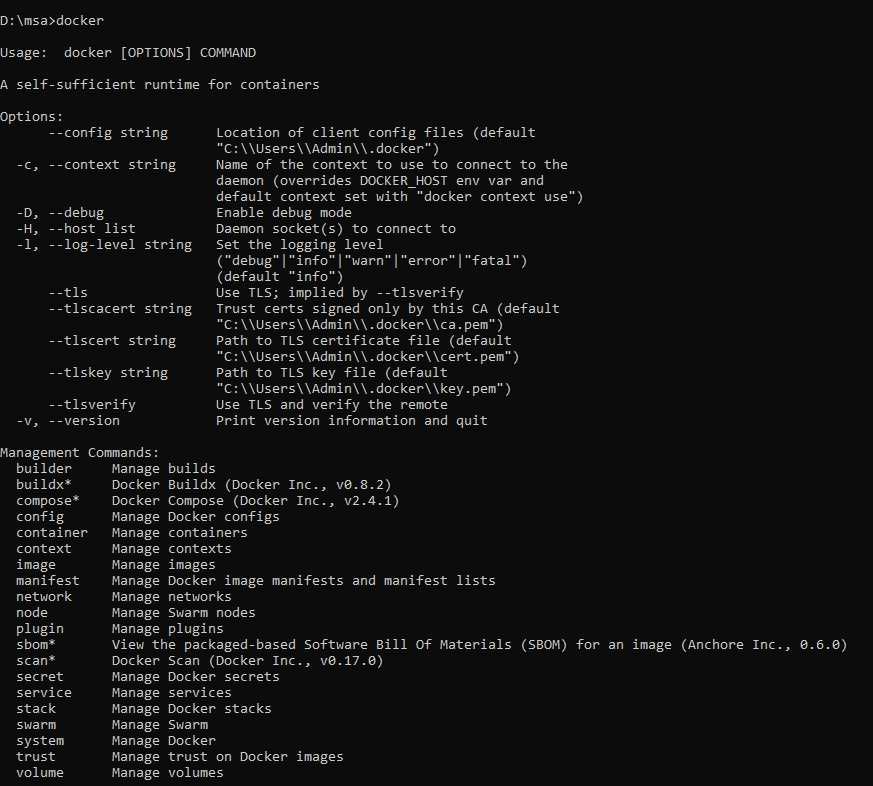 D:\msa>docker
Usage:  docker [OPTIONS] COMMAND
A self-sufficient runtime for containers
Options:
      --config string      Location of client config files (default
                           "C:\\Users\\Admin\\.docker")
  -c, --context string     Name of the context to use to connect to the
                           daemon (overrides DOCKER_HOST env var and
                           default context set with "docker context use")
  -D, --debug              Enable debug mode
  -H, --host list          Daemon socket(s) to connect to
  -l, --log-level string   Set the logging level
                           ("debug"|"info"|"warn"|"error"|"fatal")
                           (default "info")
      --tls                Use TLS; implied by --tlsverify
      --tlscacert string   Trust certs signed only by this CA (default
                           "C:\\Users\\Admin\\.docker\\ca.pem")
      --tlscert string     Path to TLS certificate file (default
                           "C:\\Users\\Admin\\.docker\\cert.pem")
      --tlskey string      Path to TLS key file (default
                           "C:\\Users\\Admin\\.docker\\key.pem")
      --tlsverify          Use TLS and verify the remote
  -v, --version            Print version information and quit
Management Commands:
  builder     Manage builds
  buildx*     Docker Buildx (Docker Inc., v0.8.2)
  compose*    Docker Compose (Docker Inc., v2.4.1)
  config      Manage Docker configs
  container   Manage containers
  context     Manage contexts
  image       Manage images
  manifest    Manage Docker image manifests and manifest lists
  network     Manage networks
  node        Manage Swarm nodes
  plugin      Manage plugins
  sbom*       View the packaged-based Software Bill Of Materials (SBOM) for an image (Anchore Inc., 0.6.0)
  scan*       Docker Scan (Docker Inc., v0.17.0)
  secret      Manage Docker secrets
  service     Manage services
  stack       Manage Docker stacks
  swarm       Manage Swarm
  system      Manage Docker
  trust       Manage trust on Docker images
  volume      Manage volumes